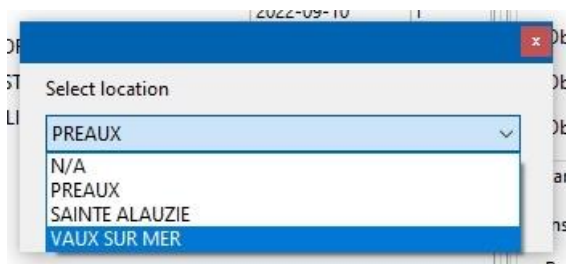 2022-09-10
Select location
PREAUX
N/A
PREAUX
SAINTE ALAUZIE
VAUX SUR MER